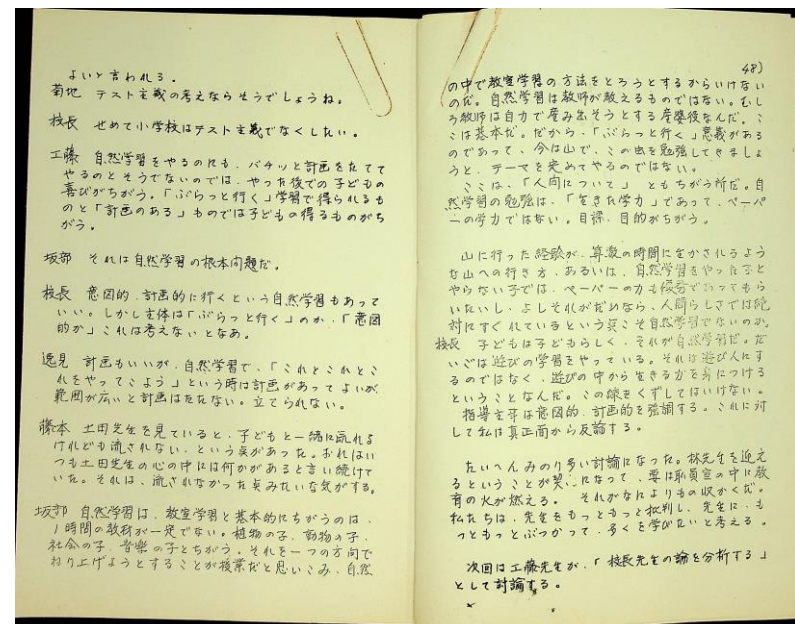 よいと言われる。
菊地 テスト主義の考えならそうでしょうね。
校長 せめて小学校はテスト主義でなくしたい。
工藤 自然学習をやるのにも、バチッと計画をたてて
やるのとそうでないのでは、やった後での子どもの
喜びがちがう。「ぶらっと行く」学習で得られるも
のと「計画のある」ものでは子どもの得るものがち
がう。
坂部 それは自然学習の根本問題だ。
校長 意図的、計画的に行くという自然学習もあって
いい。しかし主体は「ぶらっと行く」のか、「意図
的か」これは考えないとなあ。
逸見 計画もいいが、自然学習で、「これとこれとこ
れをやってこよう」という時は計画があってよいが、
範囲が広いと計画はたたない。立てられない。
藤本 土田先生を見ていると、子どもと一緒に流れる
けれども流されない、という点があった。おれはい
つも土田先生の心の中には何かがあると言い続けて
いた。それは、流されなかった点みたいな気がする。
坂部 自然学習は、教室学習と基本的にちがうのは、
1時間の教材が一定でない。植物の子、動物の子、
社会の子、音楽の子とちがう。それを一つの方向で
ねり上げようとすることが授業だと思いこみ、自然
48)
の中で教室学習の方法をとろうとするからいけない
のだ。自然学習は教師が教えるものではない。むし
ろ教師は自力で産み出そうとする産婆役なんだ。こ
こは基本だ。だから、「ぶらっと行く」意義がある
のであって、今は山で、この虫を勉強してきましょ
うと、テーマを定めてやるのではない。
ここは、「人間について」ともちがう所だ。自
然学習の勉強は、「生きた学力」であって、ペーパ
ーの学力ではない。目標、目的がちがう。
山に行った経験が、算数の時間に生かされるよう
な山への行き方、あるいは、自然学習をやった子と
やらない子では、ペーパーの力も優秀であってもら
いたいし、よしそれがだめなら、人間らしさでは絶
対にすぐれているという点こそ自然学習でないのか。
校長 子どもは子どもらしく、それが自然学習だ。だ
いごは遊びの学習をやっている。それは遊び人にす
るのではなく、遊びの中から生きる力を身につける
ということなんだ。この線をくずしてはいけない。
指導主事は意図的、計画的を強調する。これに対
して私は真正面から反論する。
たいへんみのり多い討論になった。林先生を迎え
るということが契になって、要は職員室の中に教
育の火が燃える。それがなによりもの収かくだ。
私たちは、先生をもっともっと批判し、先生に、も
っともっとぶつかって、多くを学びたいと考える。
次回は工藤先生が、「校長先生の論を分析する」
として討論する。